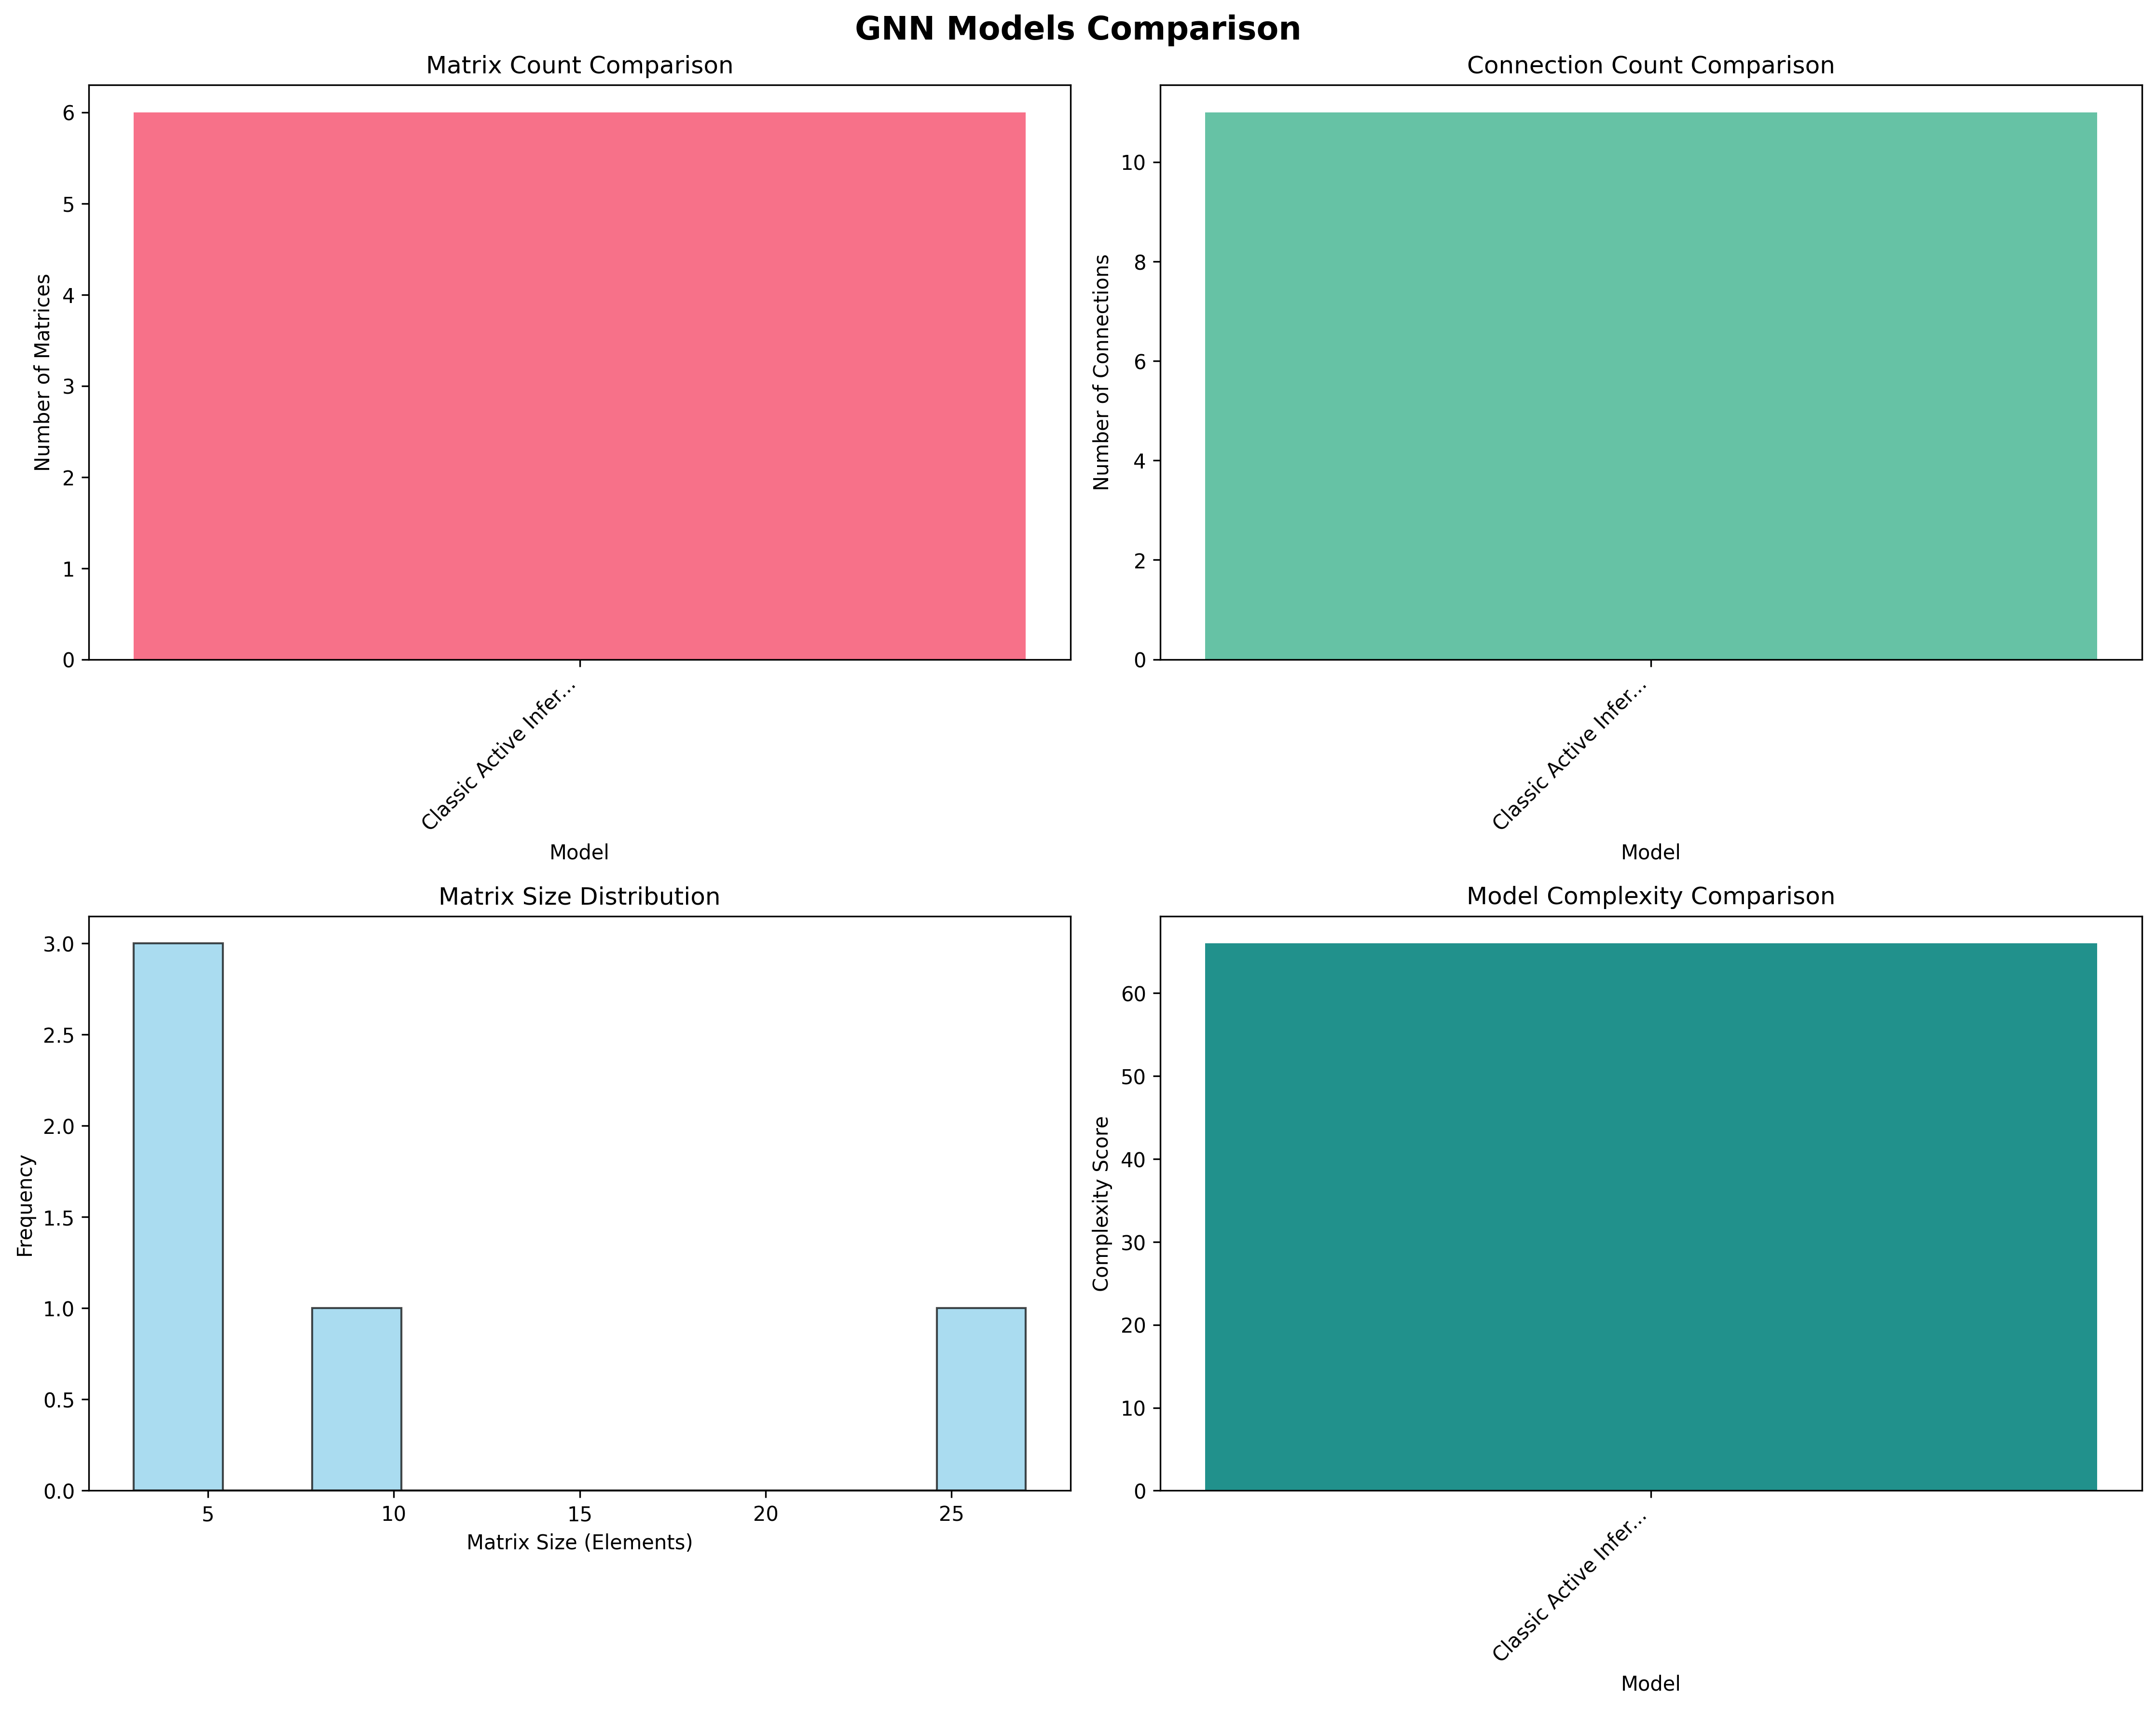 GNN Models Comparison
Matrix Count Comparison
Number of Matrices
6
5
4
3
2
1
0
Classic Active Infer...
Model
Connection Count Comparison
Number of Connections
10
8
6
4
2
0
Classic Active Infer...
Model
Matrix Size Distribution
Frequency
3.0
2.5
2.0
1.5
1.0
0.5
0.0
5 10 15 20 25
Matrix Size (Elements)
Model Complexity Comparison
Complexity Score
60
50
40
30
20
10
0
Classic Active Infer...
Model